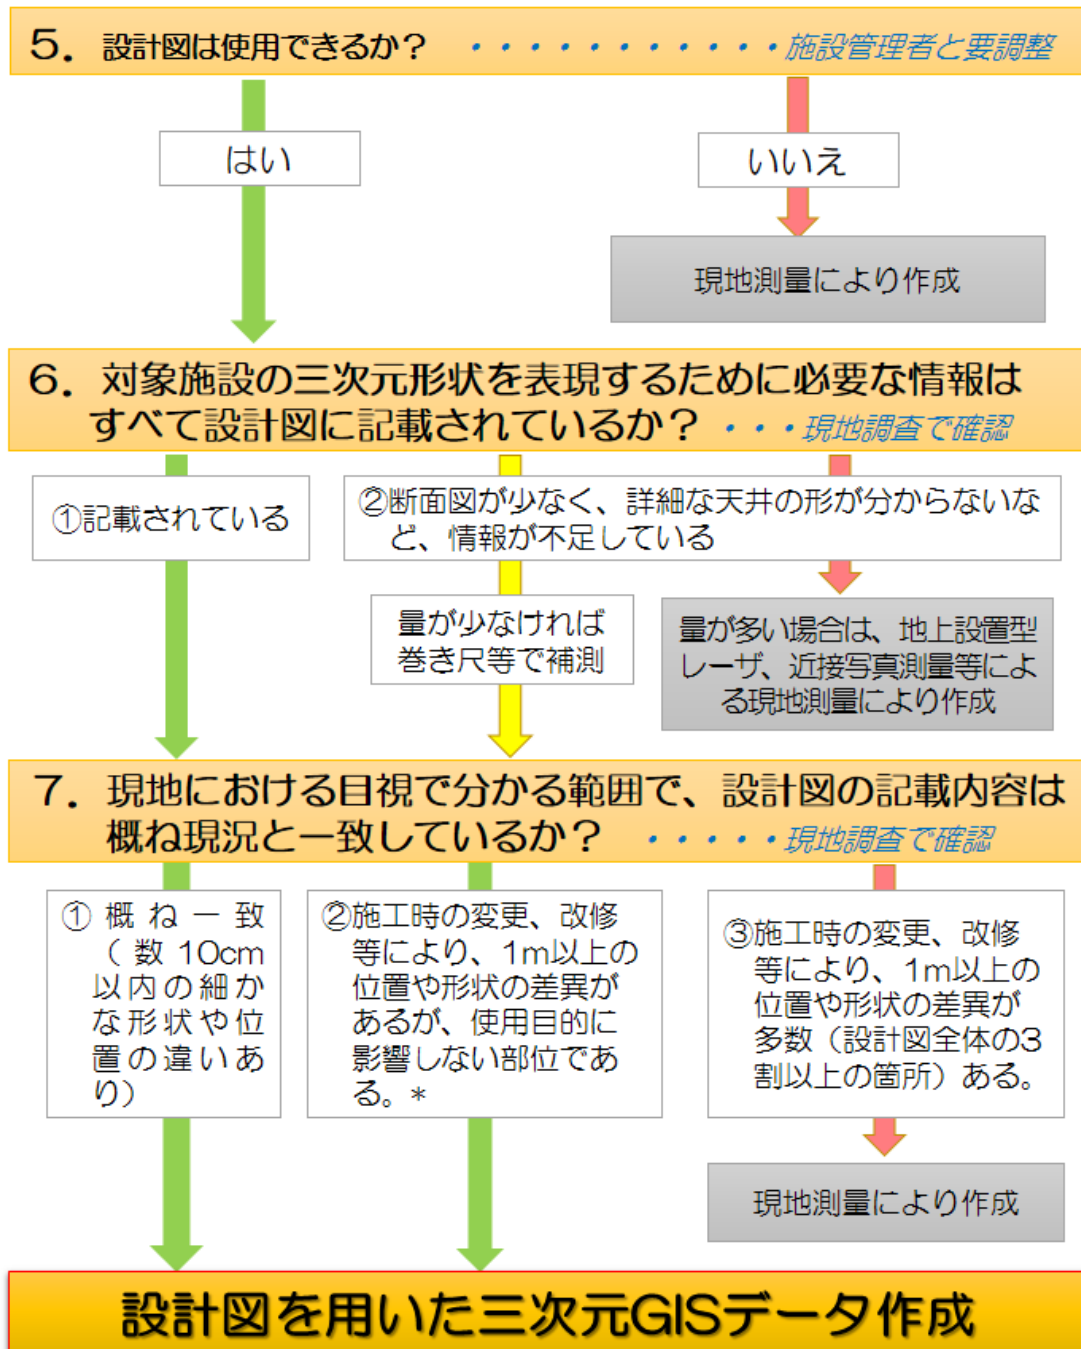 5．設計図は使用できるか？ ・・・・・・・・・・・・施設管理者と要調整
はい
いいえ
現地測量により作成
6．対象施設の三次元形状を表現するために必要な情報は
すべて設計図に記載されているか？ ・・・現地調査で確認
①記載されている
②断面図が少なく、詳細な天井の形が分からないな
ど、情報が不足している
量が少なければ
巻き尺等で補測
量が多い場合は、地上設置型
レーザ、近接写真測量等によ
る現地測量により作成
7．現地における目視で分かる範囲で、設計図の記載内容は
概ね現況と一致しているか？ ・・・・・現地調査で確認
①概ね一致
（数10cm
以内の細か
な形状や位
置の違いあ
り）
②施工時の変更、改修
等により、1m以上の
位置や形状の差異が
あるが、使用目的に
影響しない部位であ
る。*
③施工時の変更、改修
等により、1m以上の
位置や形状の差異が
多数（設計図全体の3
割以上の箇所）ある。
現地測量により作成
設計図を用いた三次元GISデータ作成